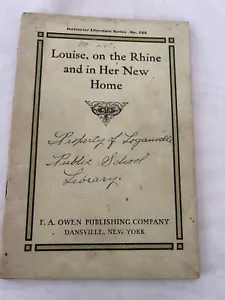 Instructor Literature Series—No. 164
Louise, on the Rhine
and in Her New
Home
Property of Loganville
Public School
Library.
F. A. OWEN PUBLISHING COMPANY
DANSVILLE, NEW YORK